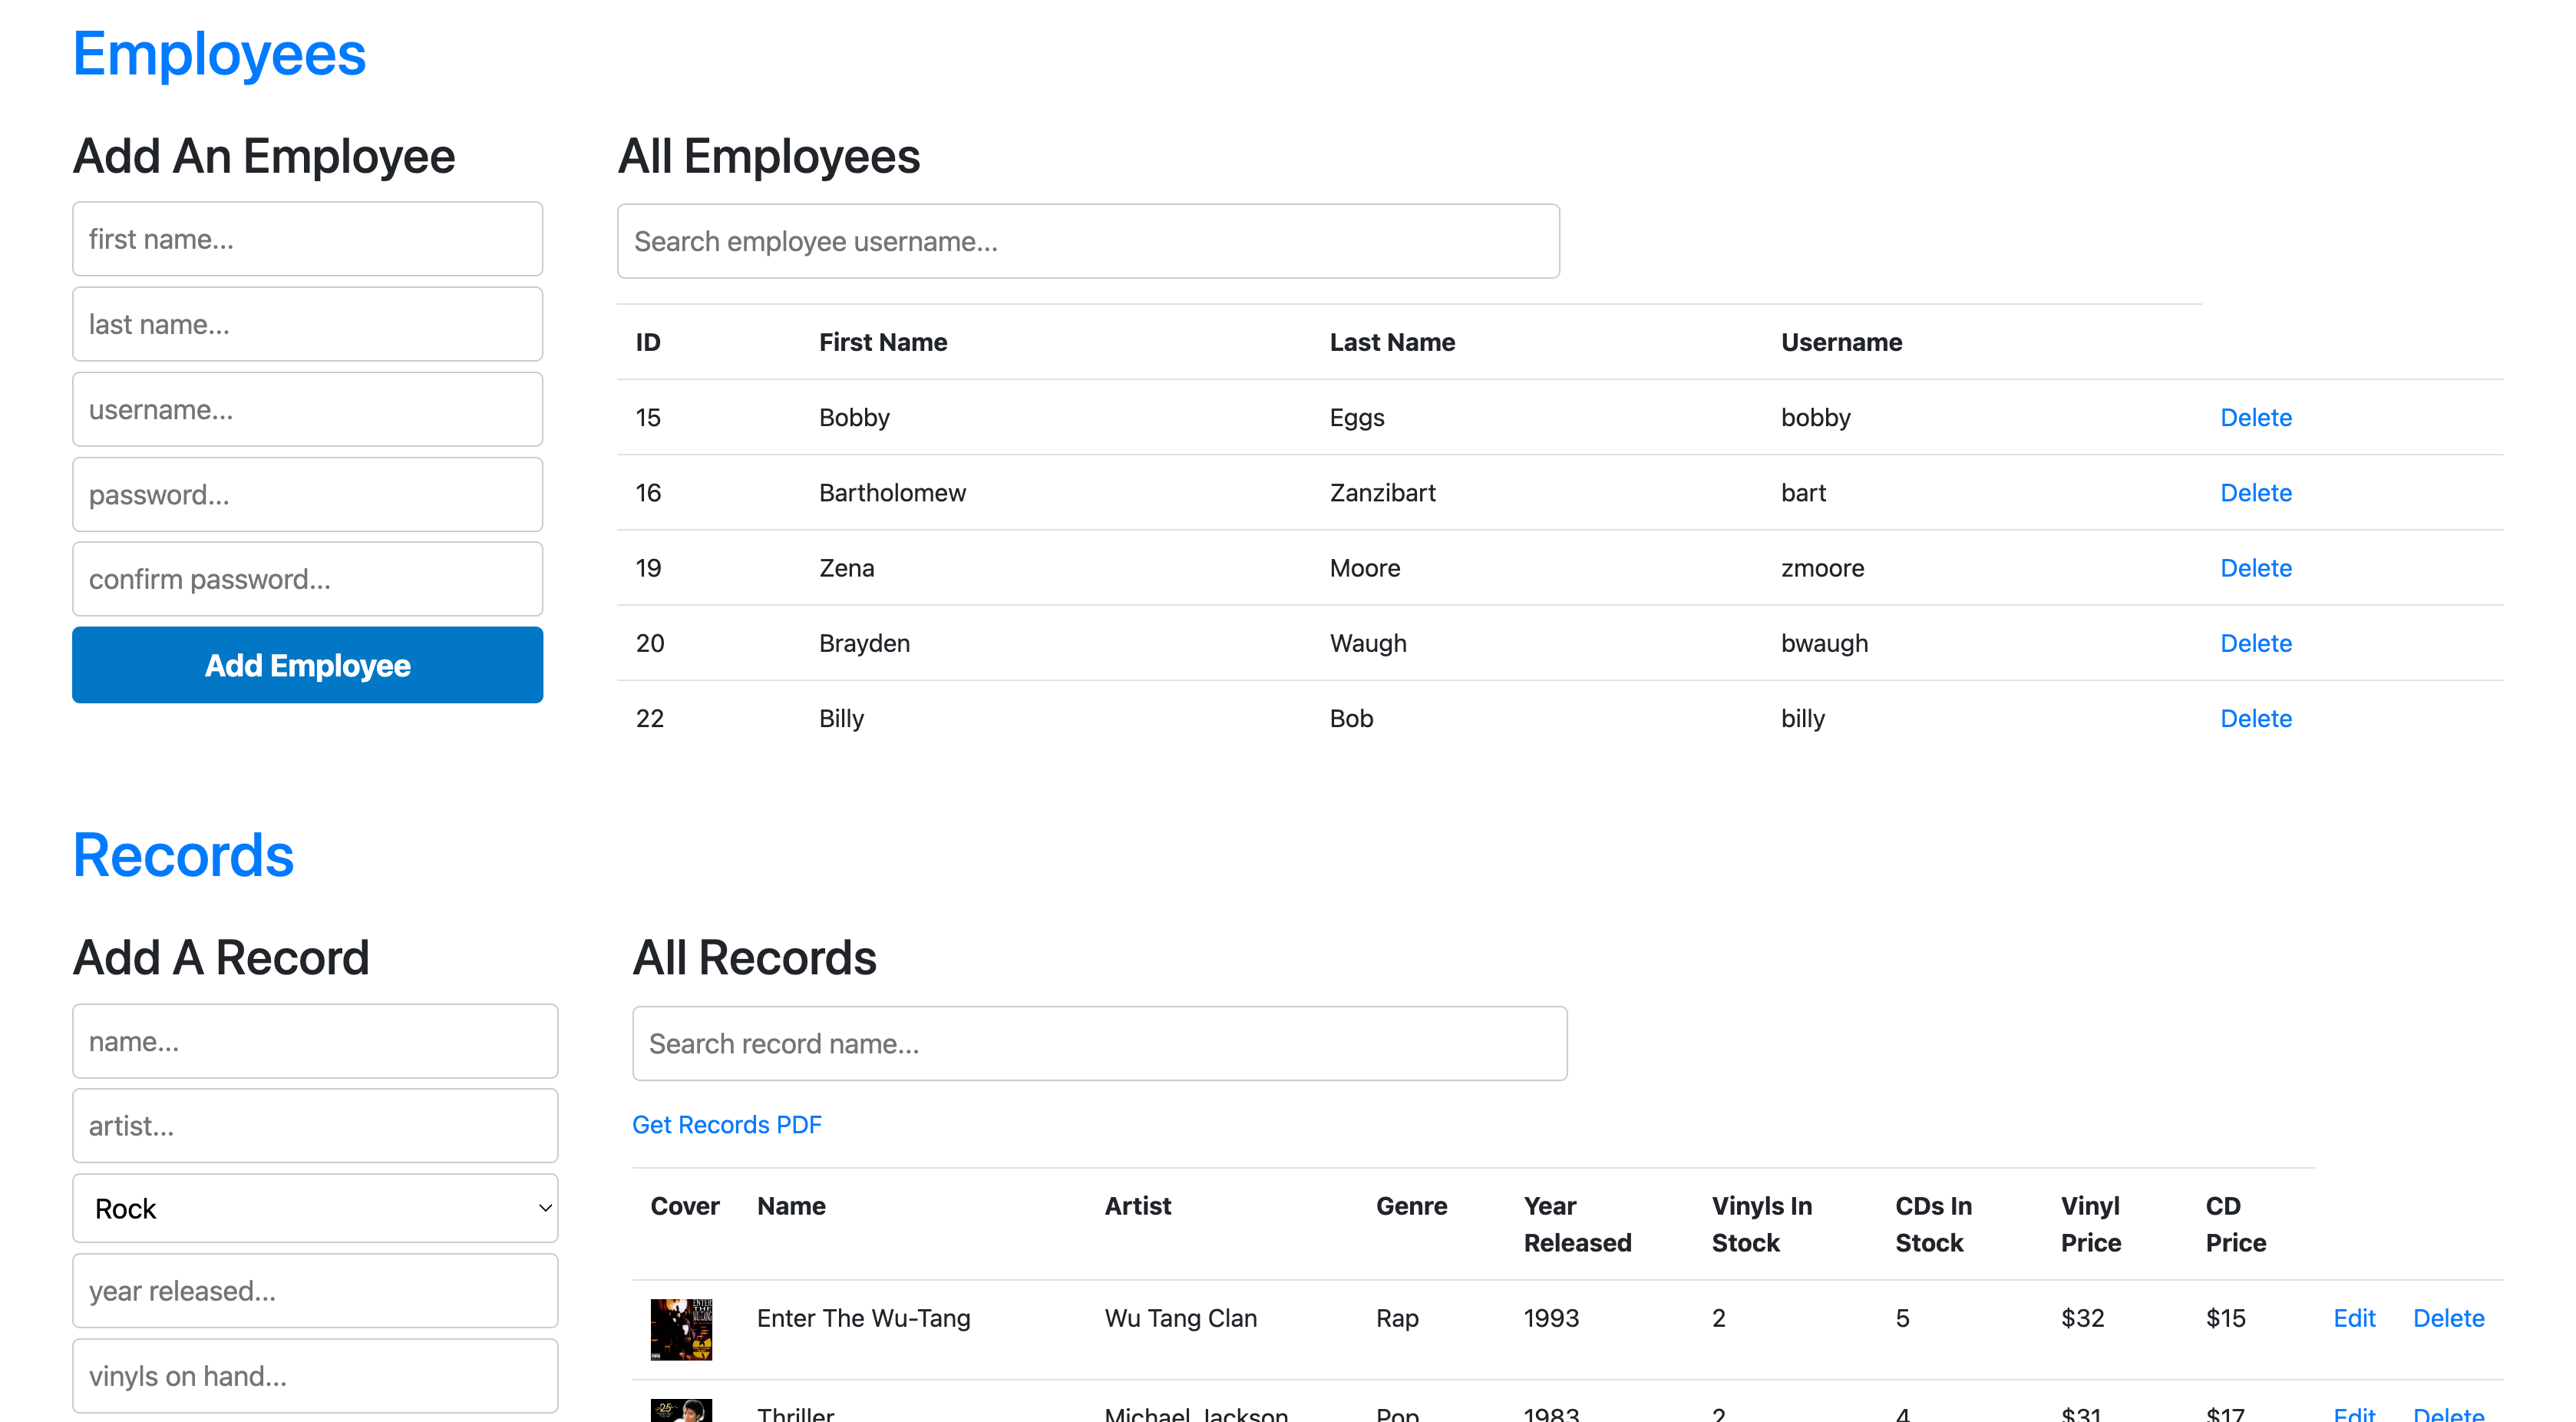 Employees
Add An Employee
first name...
last name...
username...
password...
confirm password...
Add Employee
All Employees
Search employee username...
ID First Name Last Name Username
15 Bobby Eggs bobby Delete
16 Bartholomew Zanzibart bart Delete
19 Zena Moore zmoore Delete
20 Brayden Waugh bwaugh Delete
22 Billy Bob billy Delete
Records
Add A Record
name...
artist...
Rock
year released...
vinyls on hand...
All Records
Search record name...
Get Records PDF
Cover Name Artist Genre Year Released Vinyls In Stock CDs In Stock Vinyl Price CD Price
Enter The Wu-Tang Wu Tang Clan Rap 1993 2 5 $32 $15 Edit Delete
Thriller Michael Jackson Pop 1983 2 4 $31 $17 Edit Delete